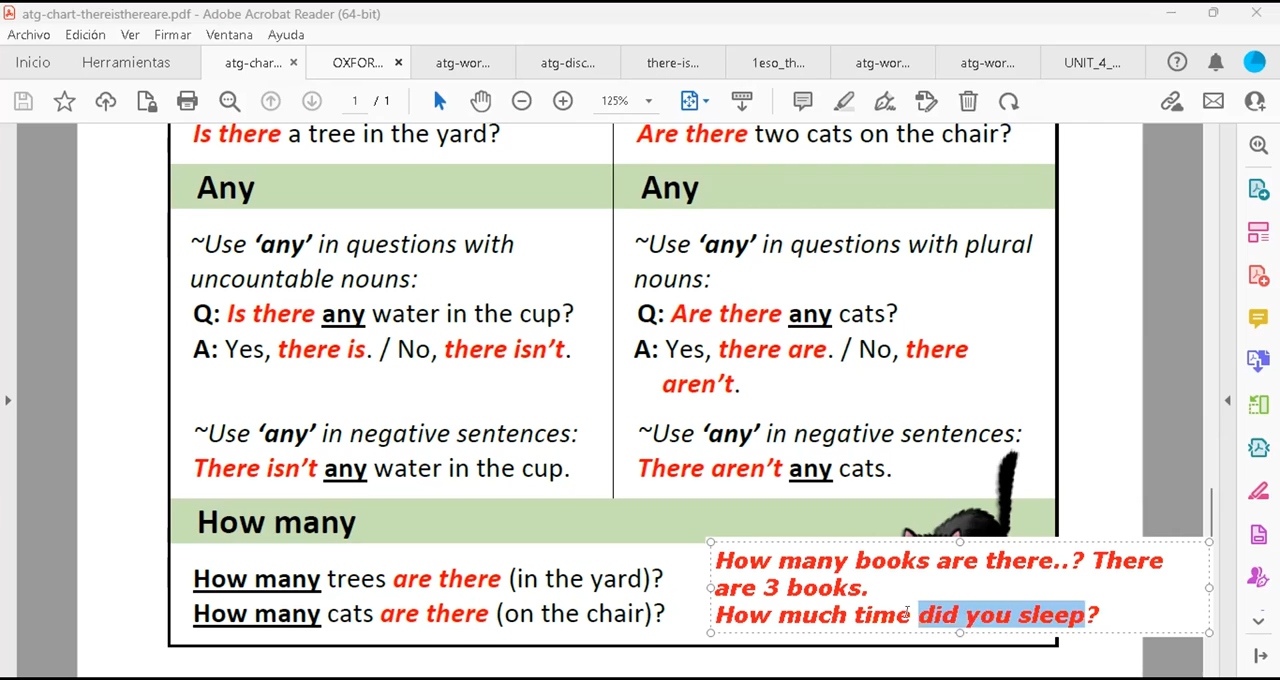 atg-chart-thereisthereare.pdf - Adobe Acrobat Reader (64-bit)
Archivo Edición Ver Firmar Ventana Ayuda
Inicio Herramientas atg-char... OXFOR... atg-wor... atg-disc... there-is... 1eso_th... atg-wor... atg-wor... UNIT_4_...
1 / 1 125%
Is there a tree in the yard?
Are there two cats on the chair?
Any
Any
~Use ‘any’ in questions with
uncountable nouns:
Q: Is there any water in the cup?
A: Yes, there is. / No, there isn’t.
~Use ‘any’ in negative sentences:
There isn’t any water in the cup.
~Use ‘any’ in questions with plural
nouns:
Q: Are there any cats?
A: Yes, there are. / No, there
aren’t.
~Use ‘any’ in negative sentences:
There aren’t any cats.
How many
How many trees are there (in the yard)?
How many cats are there (on the chair)?
How many books are there..? There
are 3 books.
How much time did you sleep?